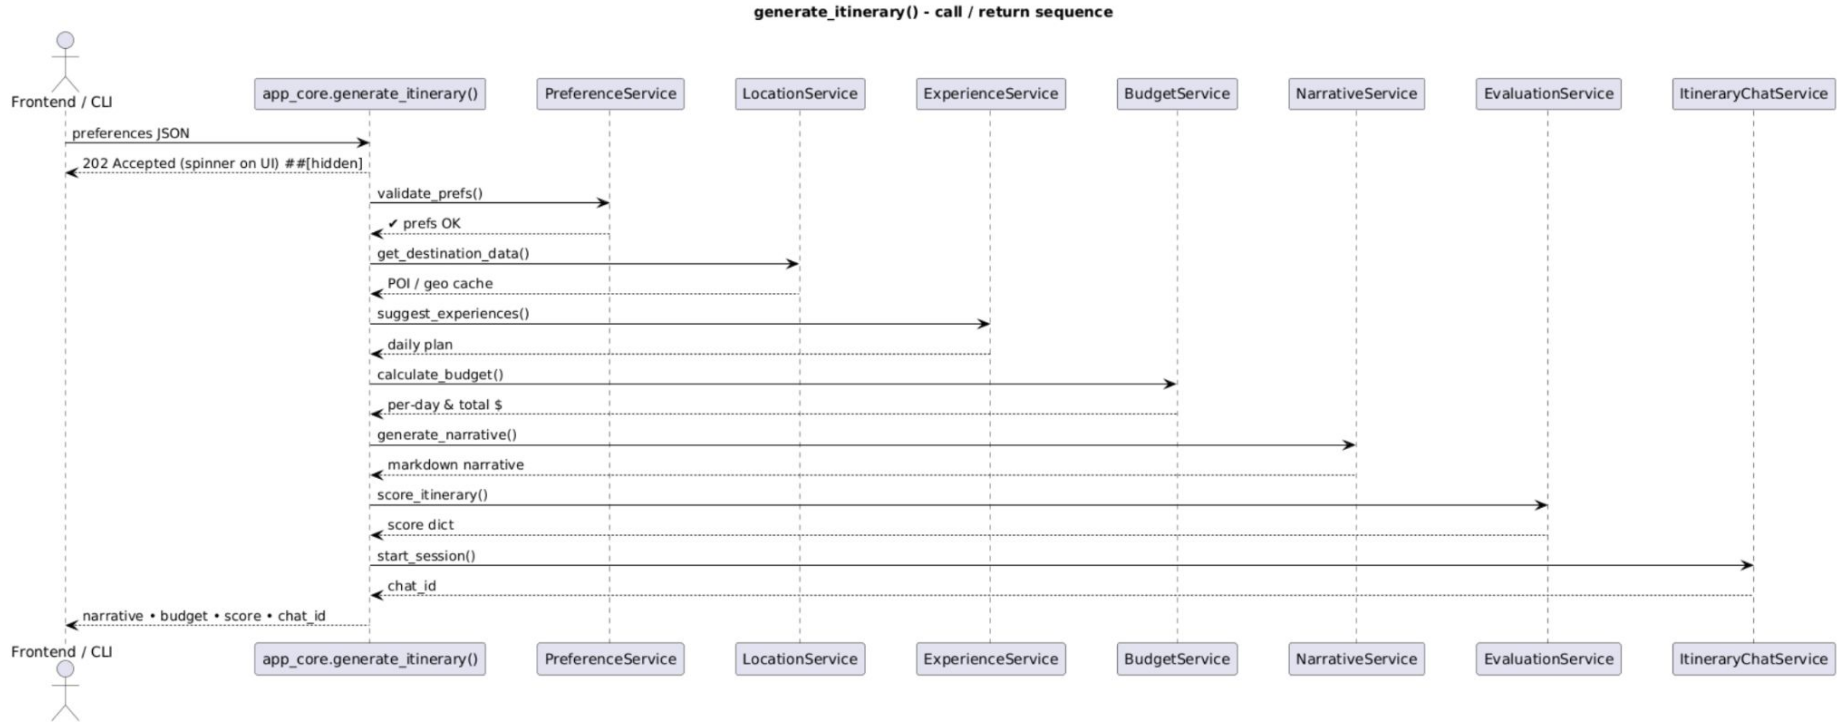 generate_itinerary() - call / return sequence
Frontend / CLI
app_core.generate_itinerary()
PreferenceService
LocationService
ExperienceService
BudgetService
NarrativeService
EvaluationService
ItineraryChatService
preferences JSON
202 Accepted (spinner on UI) ##[hidden]
validate_prefs()
✔ prefs OK
get_destination_data()
POI / geo cache
suggest_experiences()
daily plan
calculate_budget()
per-day & total $
generate_narrative()
markdown narrative
score_itinerary()
score dict
start_session()
chat_id
narrative • budget • score • chat_id
Frontend / CLI
app_core.generate_itinerary()
PreferenceService
LocationService
ExperienceService
BudgetService
NarrativeService
EvaluationService
ItineraryChatService